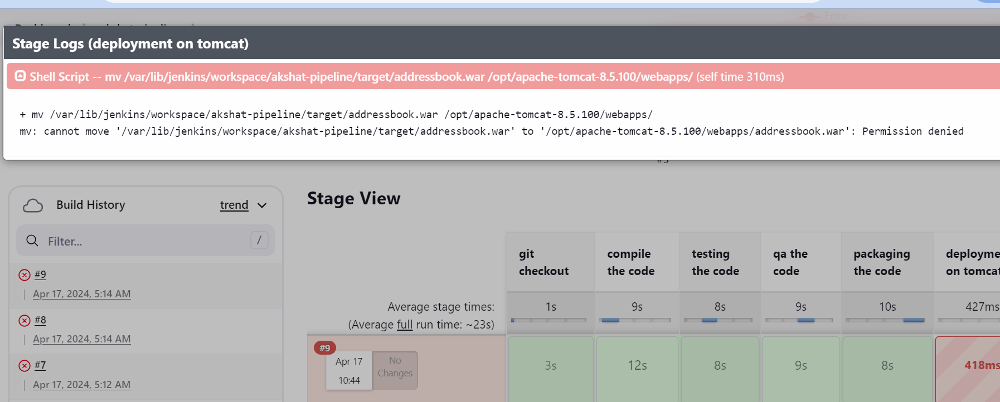 Error
Stage Logs (deployment on tomcat)
Shell Script -- mv /var/lib/jenkins/workspace/akshat-pipeline/target/addressbook.war /opt/apache-tomcat-8.5.100/webapps/ (self time 310ms)
+ mv /var/lib/jenkins/workspace/akshat-pipeline/target/addressbook.war /opt/apache-tomcat-8.5.100/webapps/
mv: cannot move '/var/lib/jenkins/workspace/akshat-pipeline/target/addressbook.war' to '/opt/apache-tomcat-8.5.100/webapps/addressbook.war': Permission denied
Build History
trend
Filter...
/
#9
Apr 17, 2024, 5:14 AM
#8
Apr 17, 2024, 5:14 AM
#7
Apr 17, 2024, 5:12 AM
Stage View
git
checkout
compile
the code
testing
the code
qa the
code
packaging
the code
deployme
on tomcat
Average stage times:
(Average full run time: ~23s)
1s
9s
8s
9s
10s
427ms
#9
Apr 17
10:44
No
Changes
3s
12s
8s
9s
8s
418ms